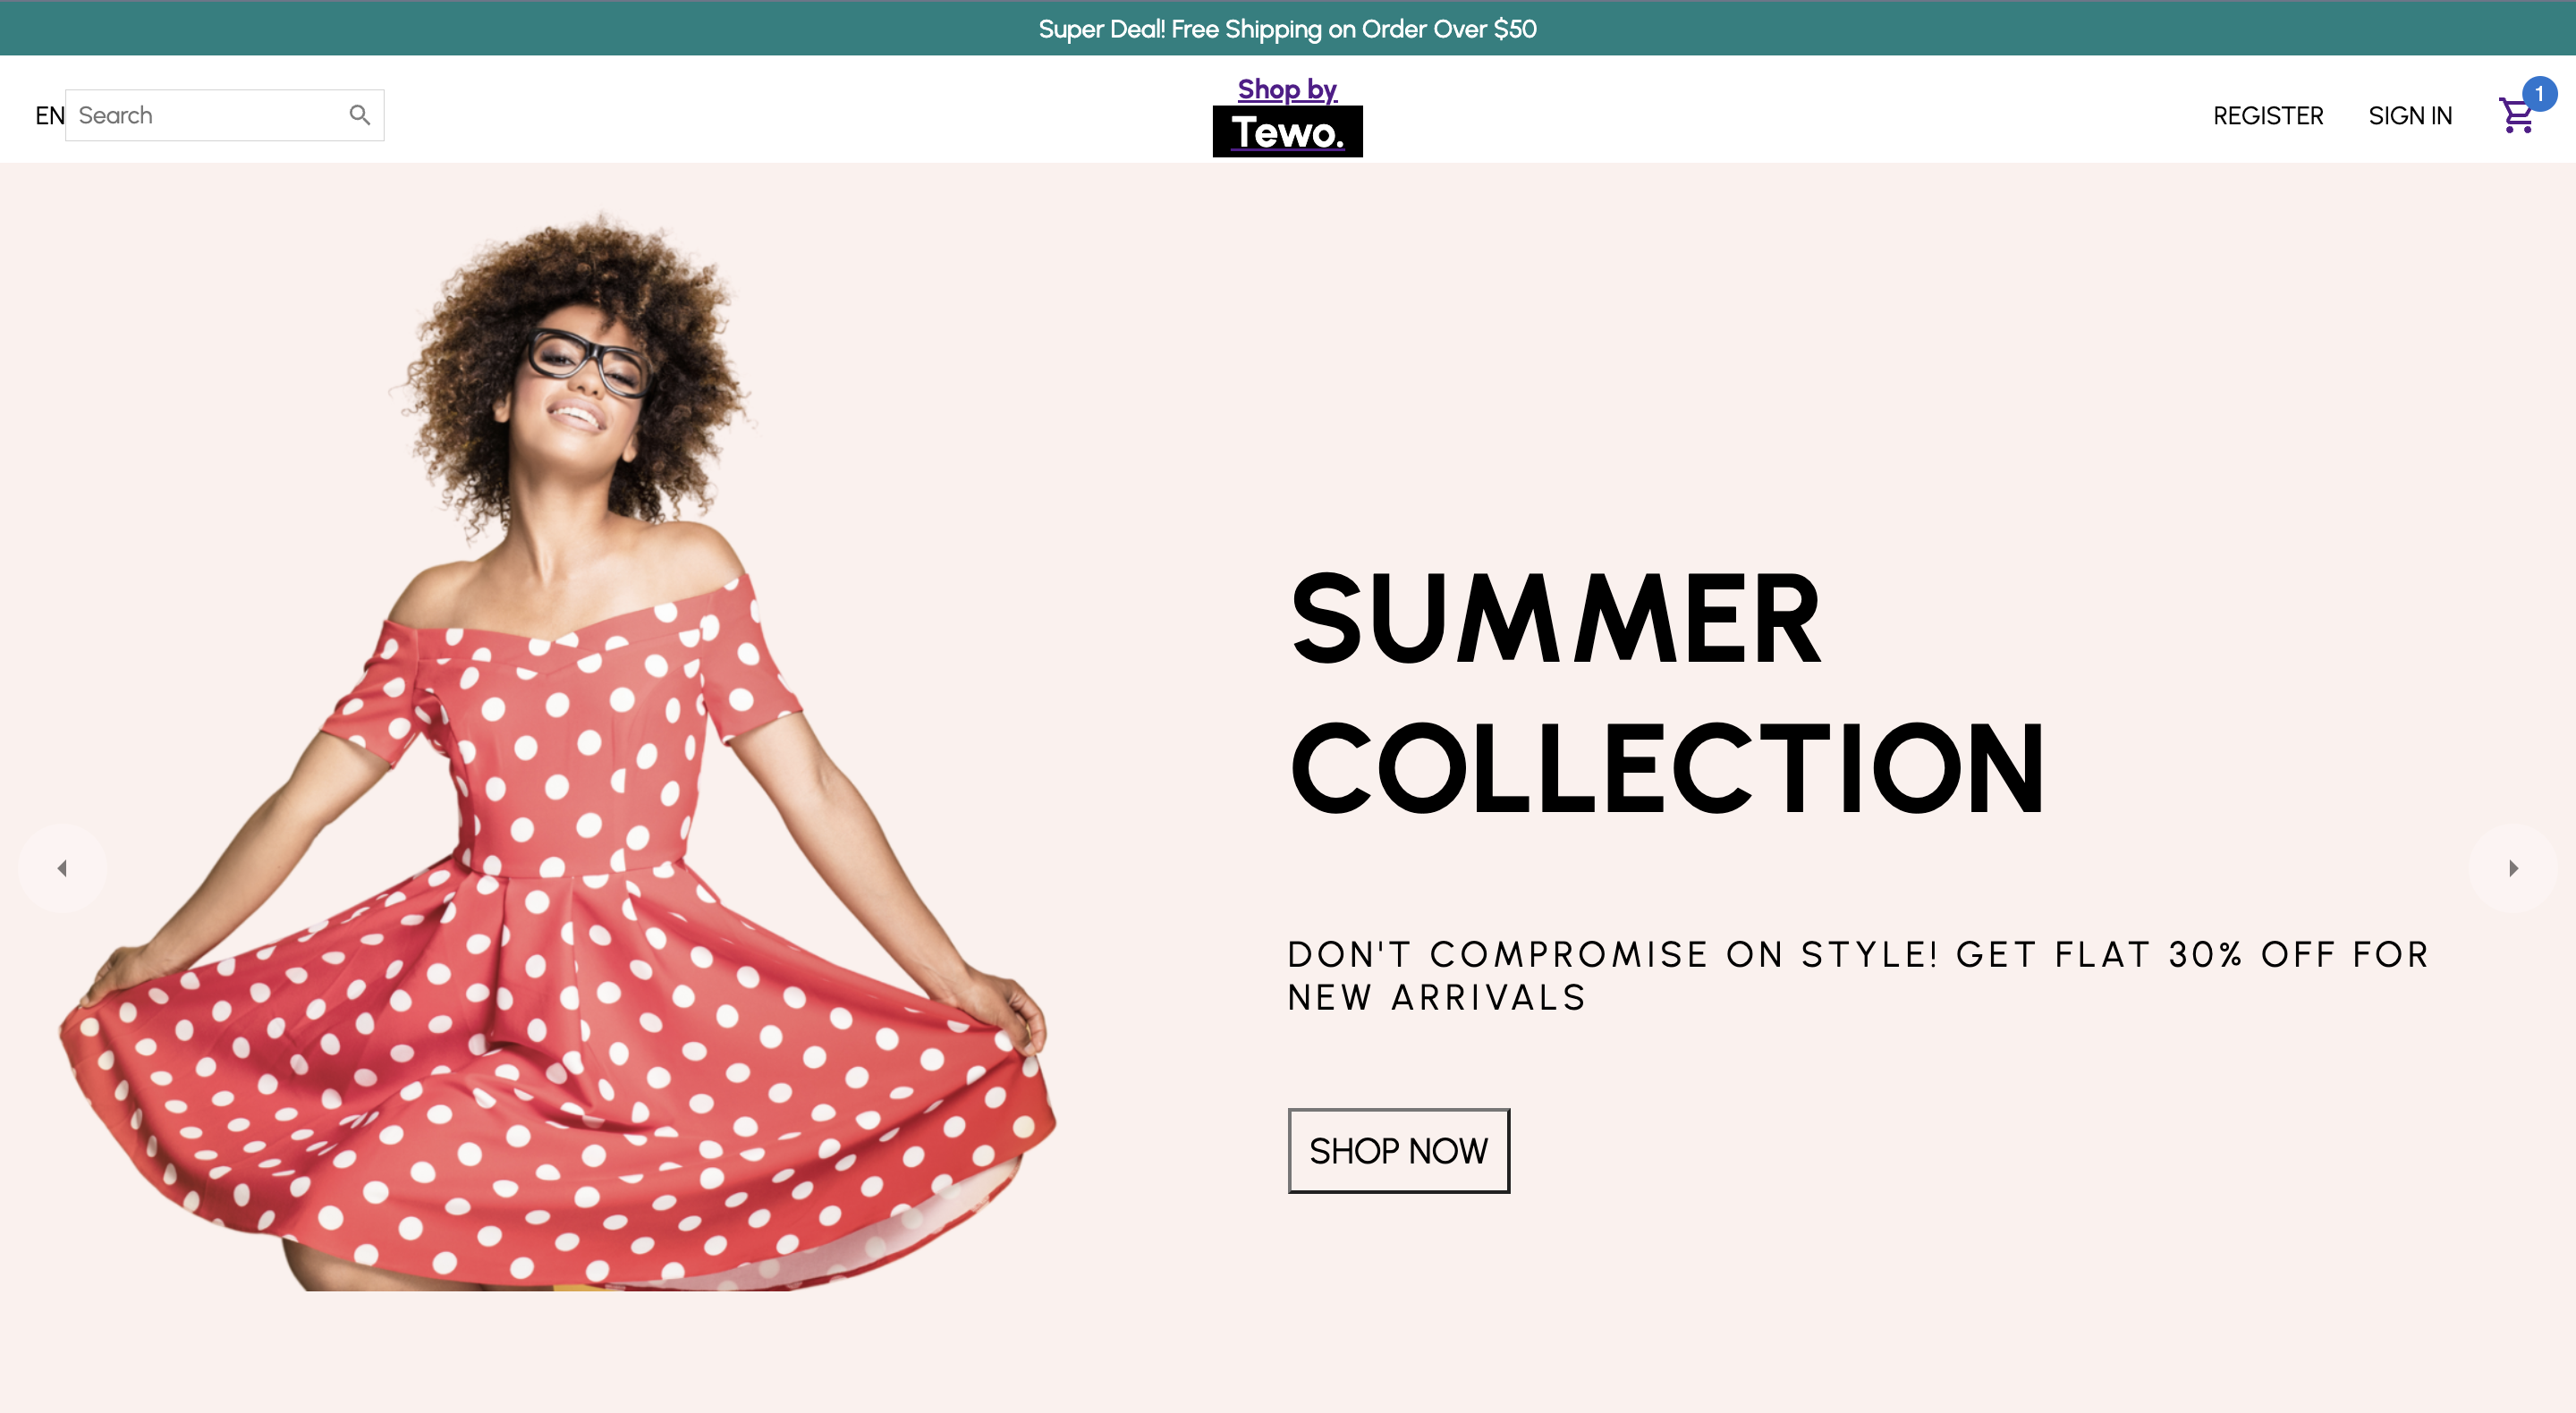 Super Deal! Free Shipping on Order Over $50
EN
Search
Shop by
Tewo.
REGISTER
SIGN IN
1
SUMMER
COLLECTION
DON'T COMPROMISE ON STYLE! GET FLAT 30% OFF FOR
NEW ARRIVALS
SHOP NOW